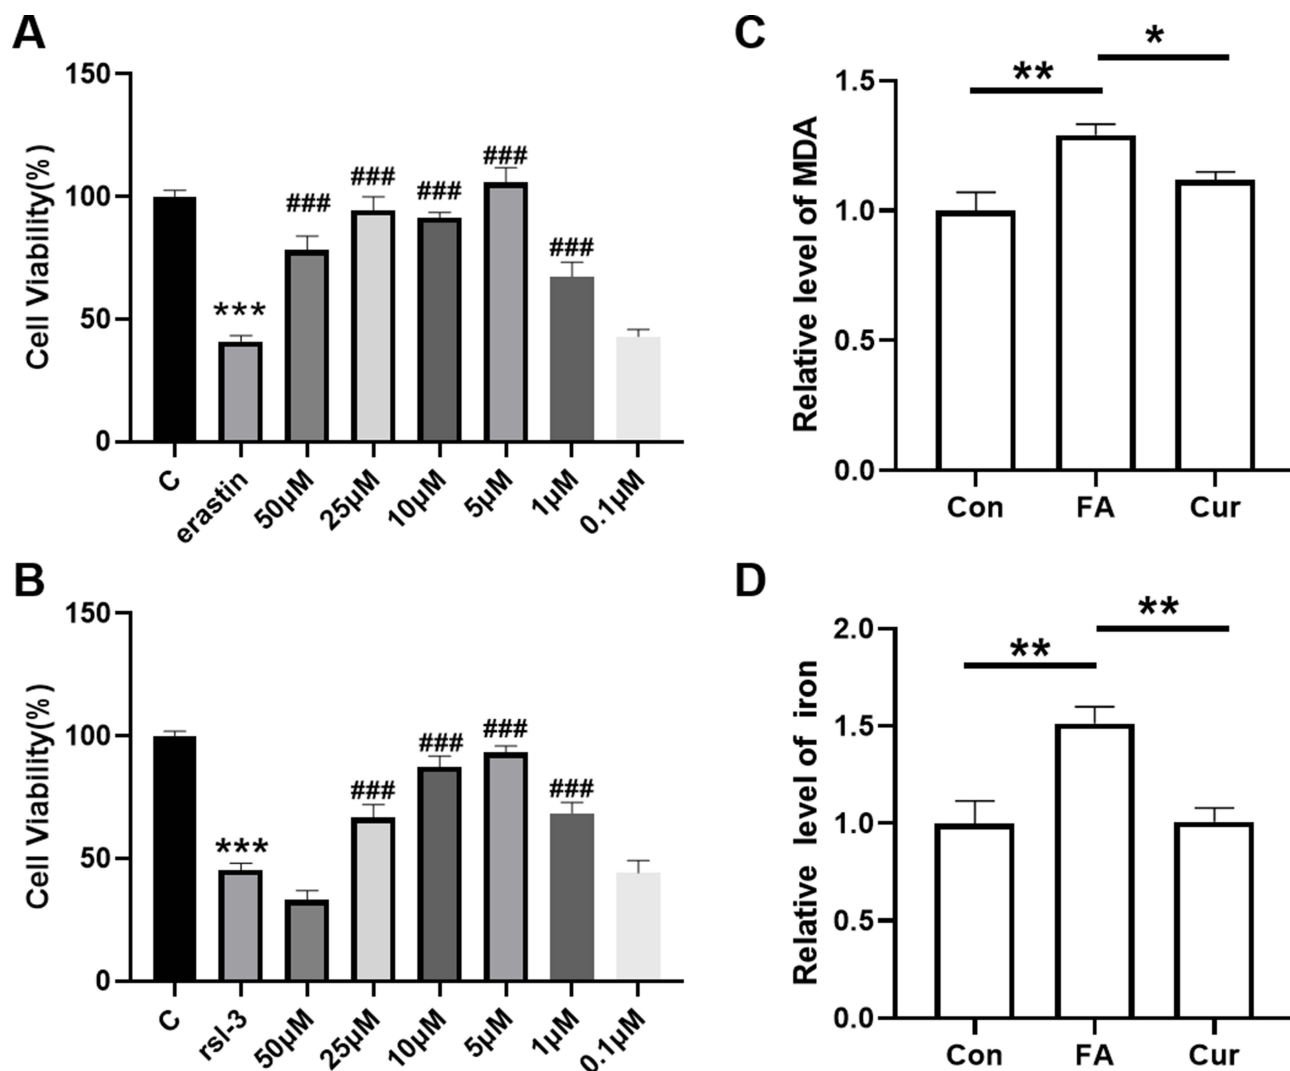 A
Cell Viability(%)
150
100
50
0
***
###
###
###
###
###
C
erastin
50μM
25μM
10μM
5μM
1μM
0.1μM
B
Cell Viability(%)
150
100
50
0
***
###
###
###
###
C
rsl-3
50μM
25μM
10μM
5μM
1μM
0.1μM
C
Relative level of MDA
1.5
1.0
0.5
0.0
**
*
Con
FA
Cur
D
Relative level of iron
2.0
1.5
1.0
0.5
0.0
**
**
Con
FA
Cur